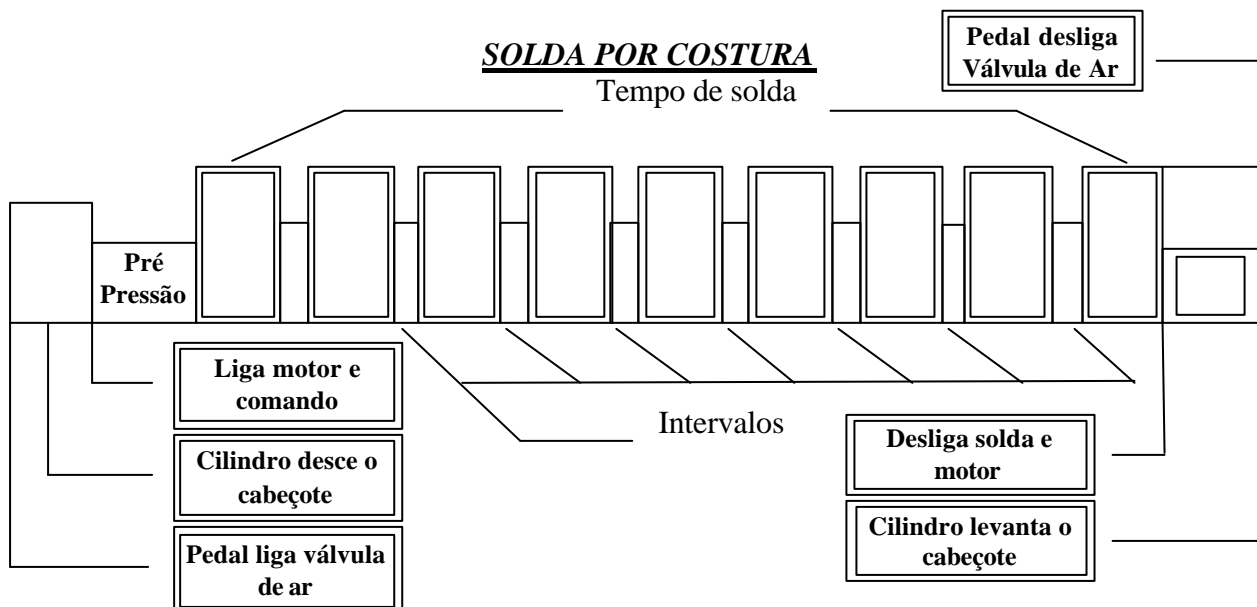 SOLDA POR COSTURA
Tempo de solda
Pedal desliga
Válvula de Ar
Pré
Pressão
Liga motor e
comando
Cilindro desce o
cabeçote
Pedal liga válvula
de ar
Intervalos
Desliga solda e
motor
Cilindro levanta o
cabeçote